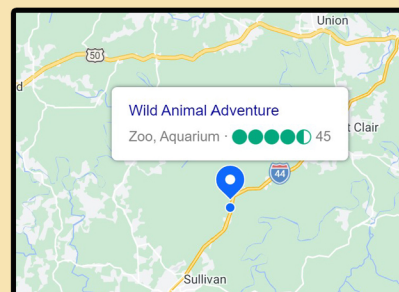 Union
50
d
Wild Animal Adventure
Zoo, Aquarium · 45
t Clair
44
Sullivan